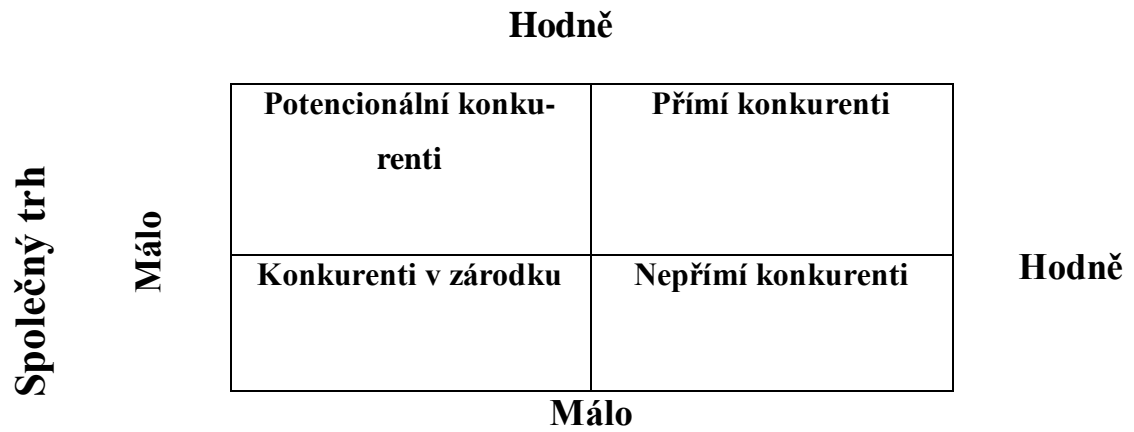 Hodně
Potencionální konku-
renti
Přímí konkurenti
Společný trh
Málo
Konkurenti v zárodku
Nepřímí konkurenti
Hodně
Málo